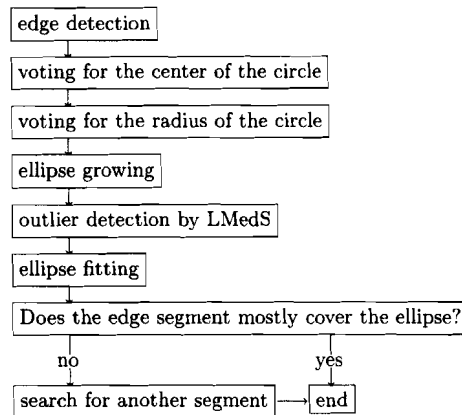 edge detection
voting for the center of the circle
voting for the radius of the circle
ellipse growing
outlier detection by LMedS
ellipse fitting
Does the edge segment mostly cover the ellipse?
no yes
search for another segment end